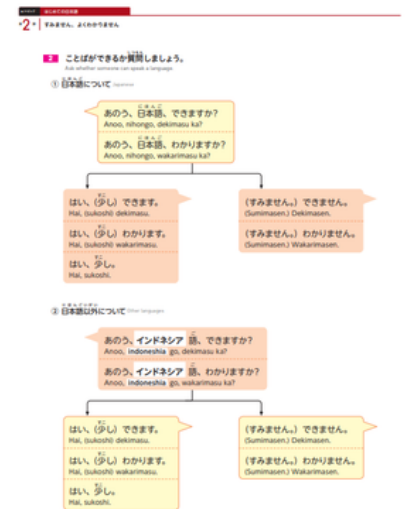 はじめての日本語
第2課 すみません、よくわかりません
2 ことばができるか質問しましょう。
Ask whether someone can speak a language.
① 日本語について Japanese
あのう、日本語、できますか?
Anoo, nihongo, dekimasu ka?
あのう、日本語、わかりますか?
Anoo, nihongo, wakarimasu ka?
はい、(少し) できます。
Hai, (sukoshi) dekimasu.
はい、(少し) わかります。
Hai, (sukoshi) wakarimasu.
はい、少し。
Hai, sukoshi.
(すみません。) できません。
(Sumimasen.) Dekimasen.
(すみません。) わかりません。
(Sumimasen.) Wakarimasen.
② 日本語以外について Other languages
あのう、インドネシア 語、できますか?
Anoo, indoneshia go, dekimasu ka?
あのう、インドネシア 語、わかりますか?
Anoo, indoneshia go, wakarimasu ka?
はい、(少し) できます。
Hai, (sukoshi) dekimasu.
はい、(少し) わかります。
Hai, (sukoshi) wakarimasu.
はい、少し。
Hai, sukoshi.
(すみません。) できません。
(Sumimasen.) Dekimasen.
(すみません。) わかりません。
(Sumimasen.) Wakarimasen.